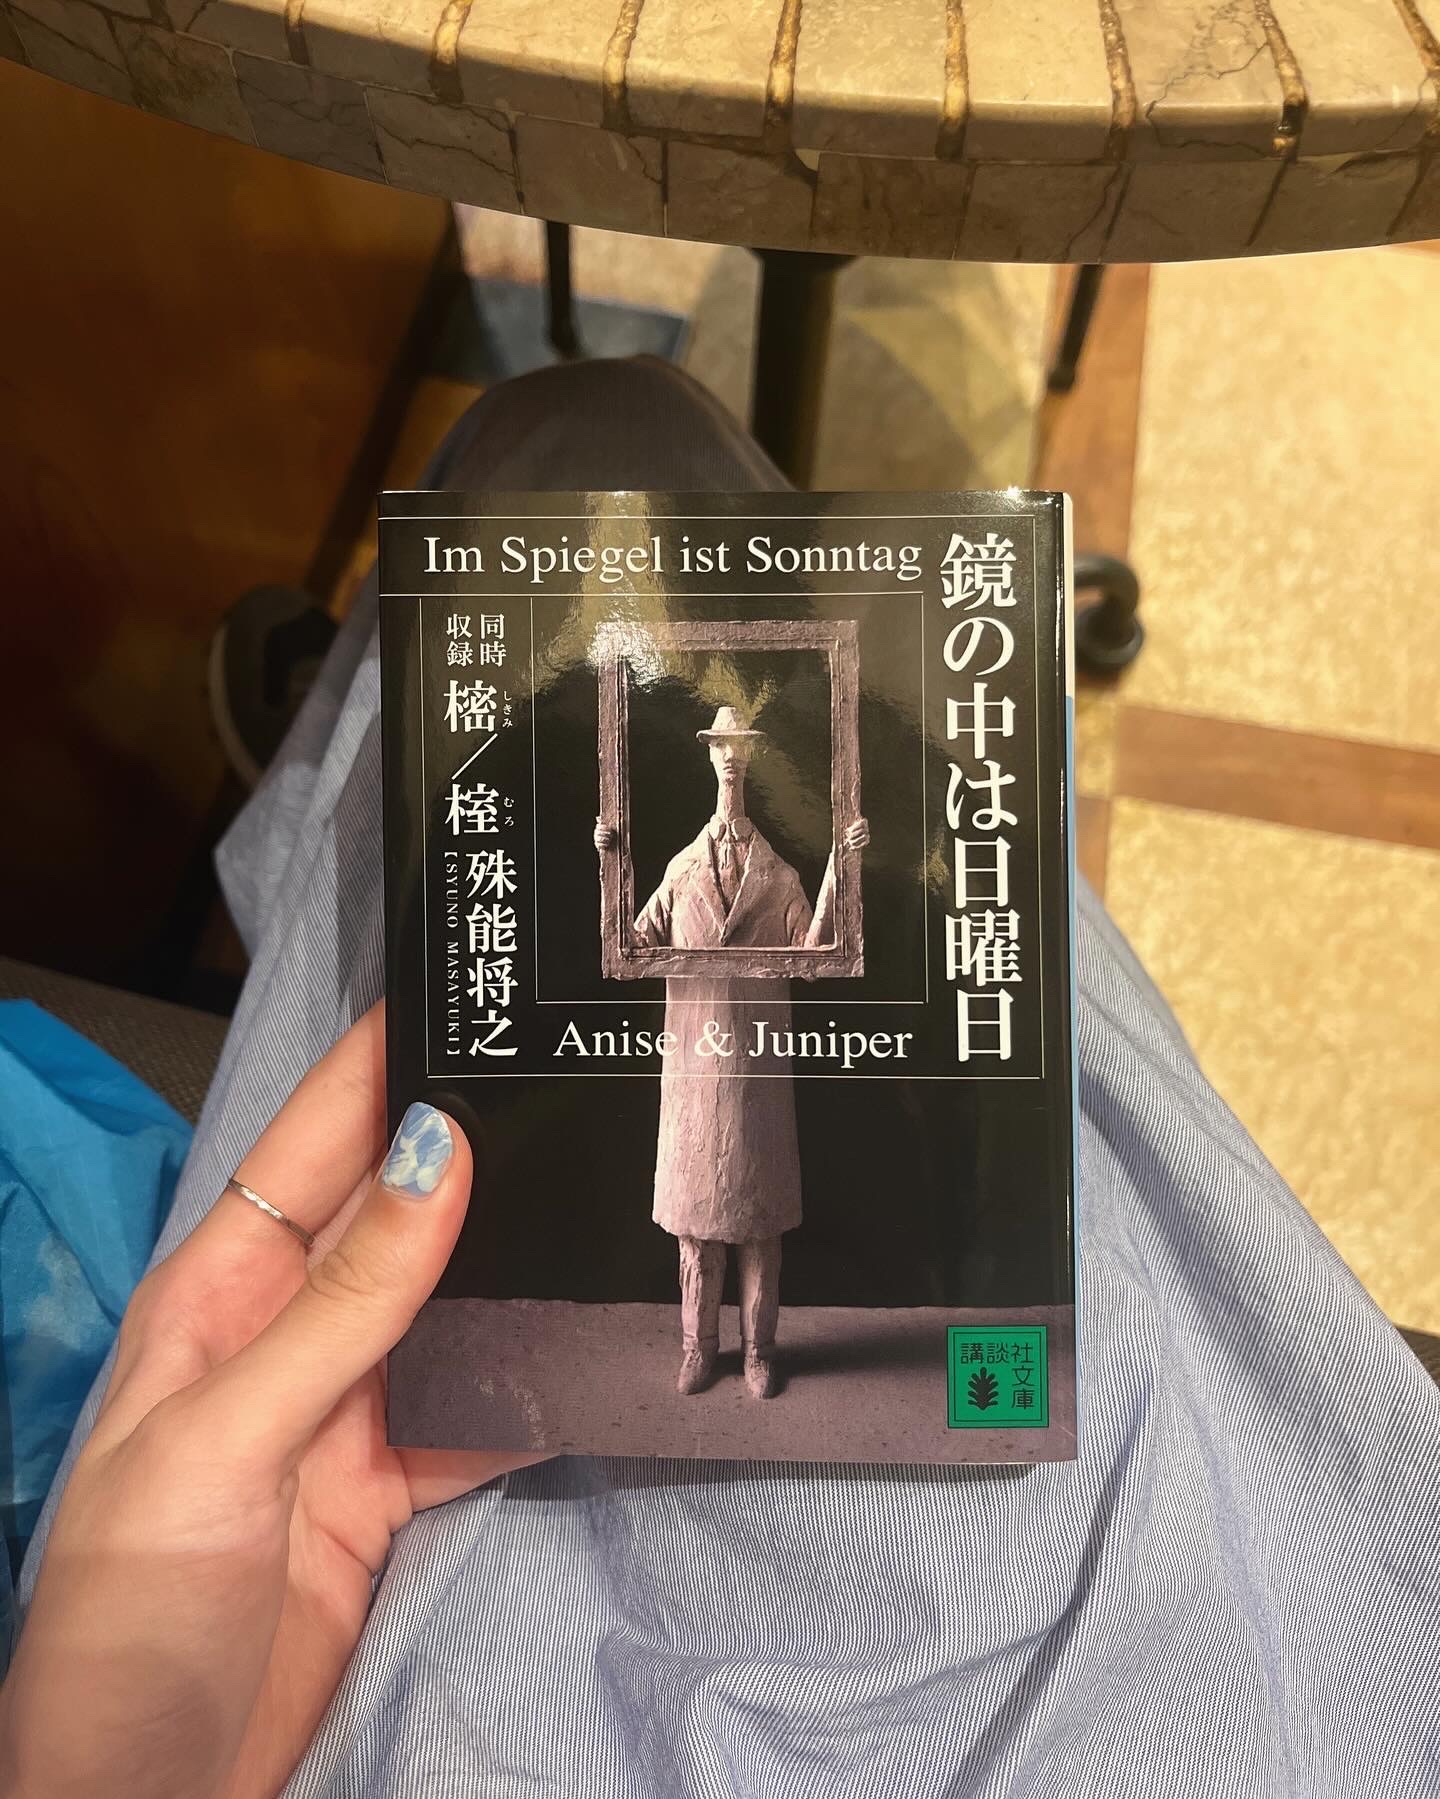 Im Spiegel ist Sonntag
鏡の中は日曜日
同時
収録
樒／榁
しきみ
むろ
殊能将之
【SYUNO MASAYUKI】
Anise & Juniper
講談社
文庫